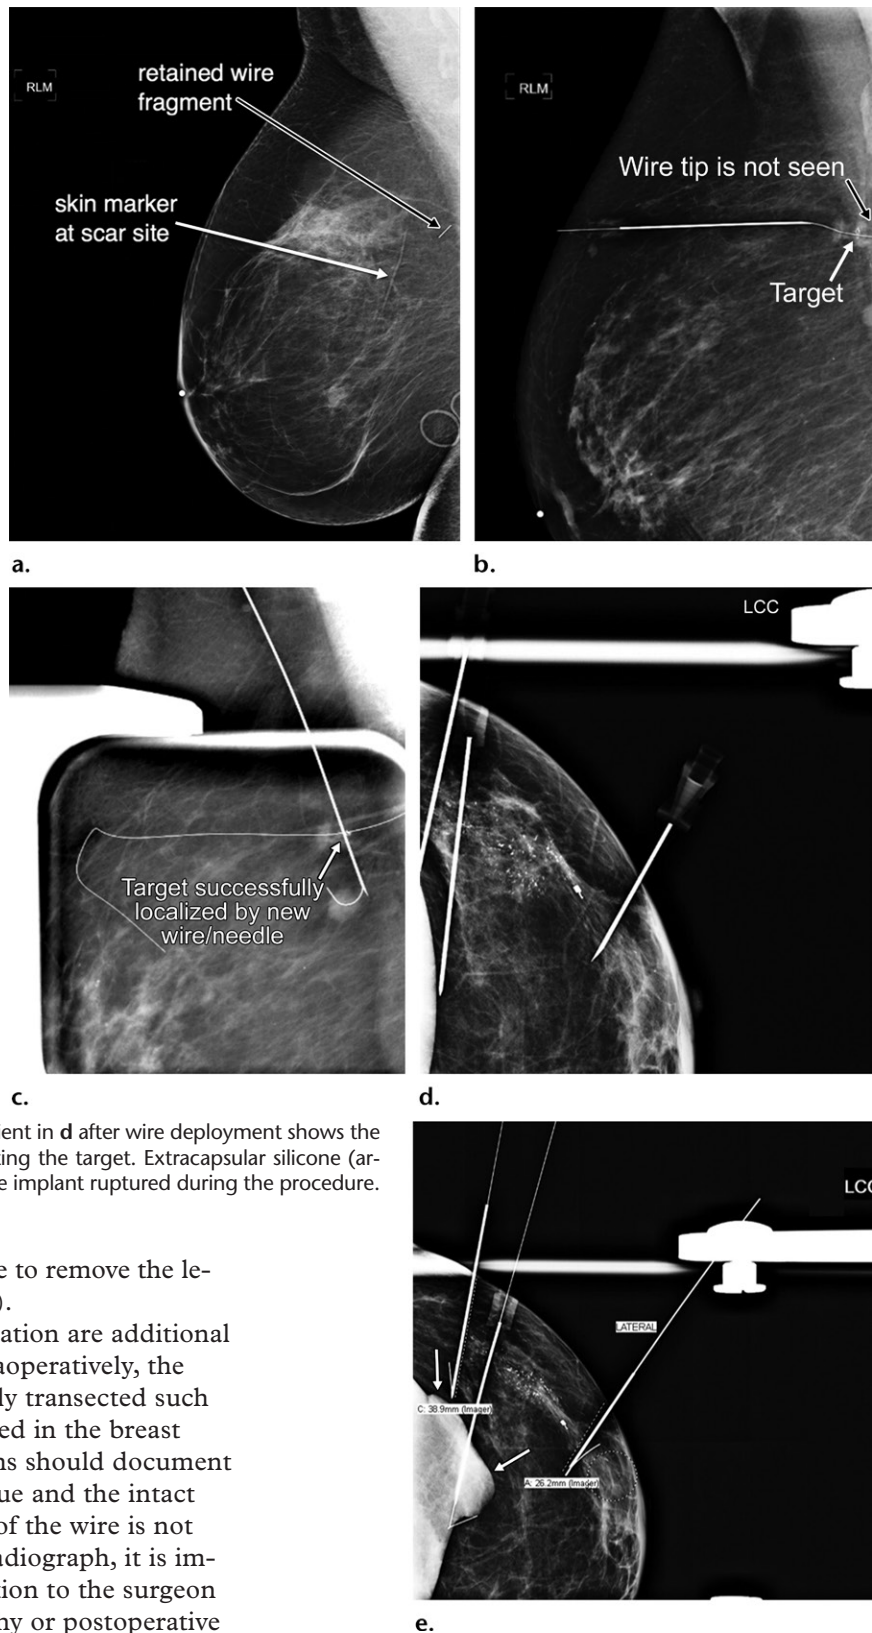 RLM
retained wire
fragment
skin marker
at scar site
a.
RLM
Wire tip is not seen
Target
b.
Target successfully
localized by new
wire/needle
c.
LCC
d.
ient in d after wire deployment shows the
ting the target. Extracapsular silicone (ar-
e implant ruptured during the procedure.
e to remove the le-
).
ation are additional
aoperatively, the
ly transected such
ed in the breast
ns should document
ue and the intact
of the wire is not
adiograph, it is im-
tion to the surgeon
ny or postoperative
LCC
LATERAL
C: 38.9mm (Imager)
A: 26.2mm (Imager)
e.